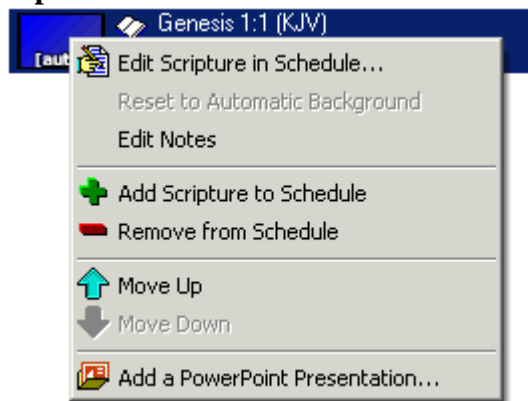 Genesis 1:1 (KJV)
[aut
Edit Scripture in Schedule...
Reset to Automatic Background
Edit Notes
Add Scripture to Schedule
Remove from Schedule
Move Up
Move Down
Add a PowerPoint Presentation...